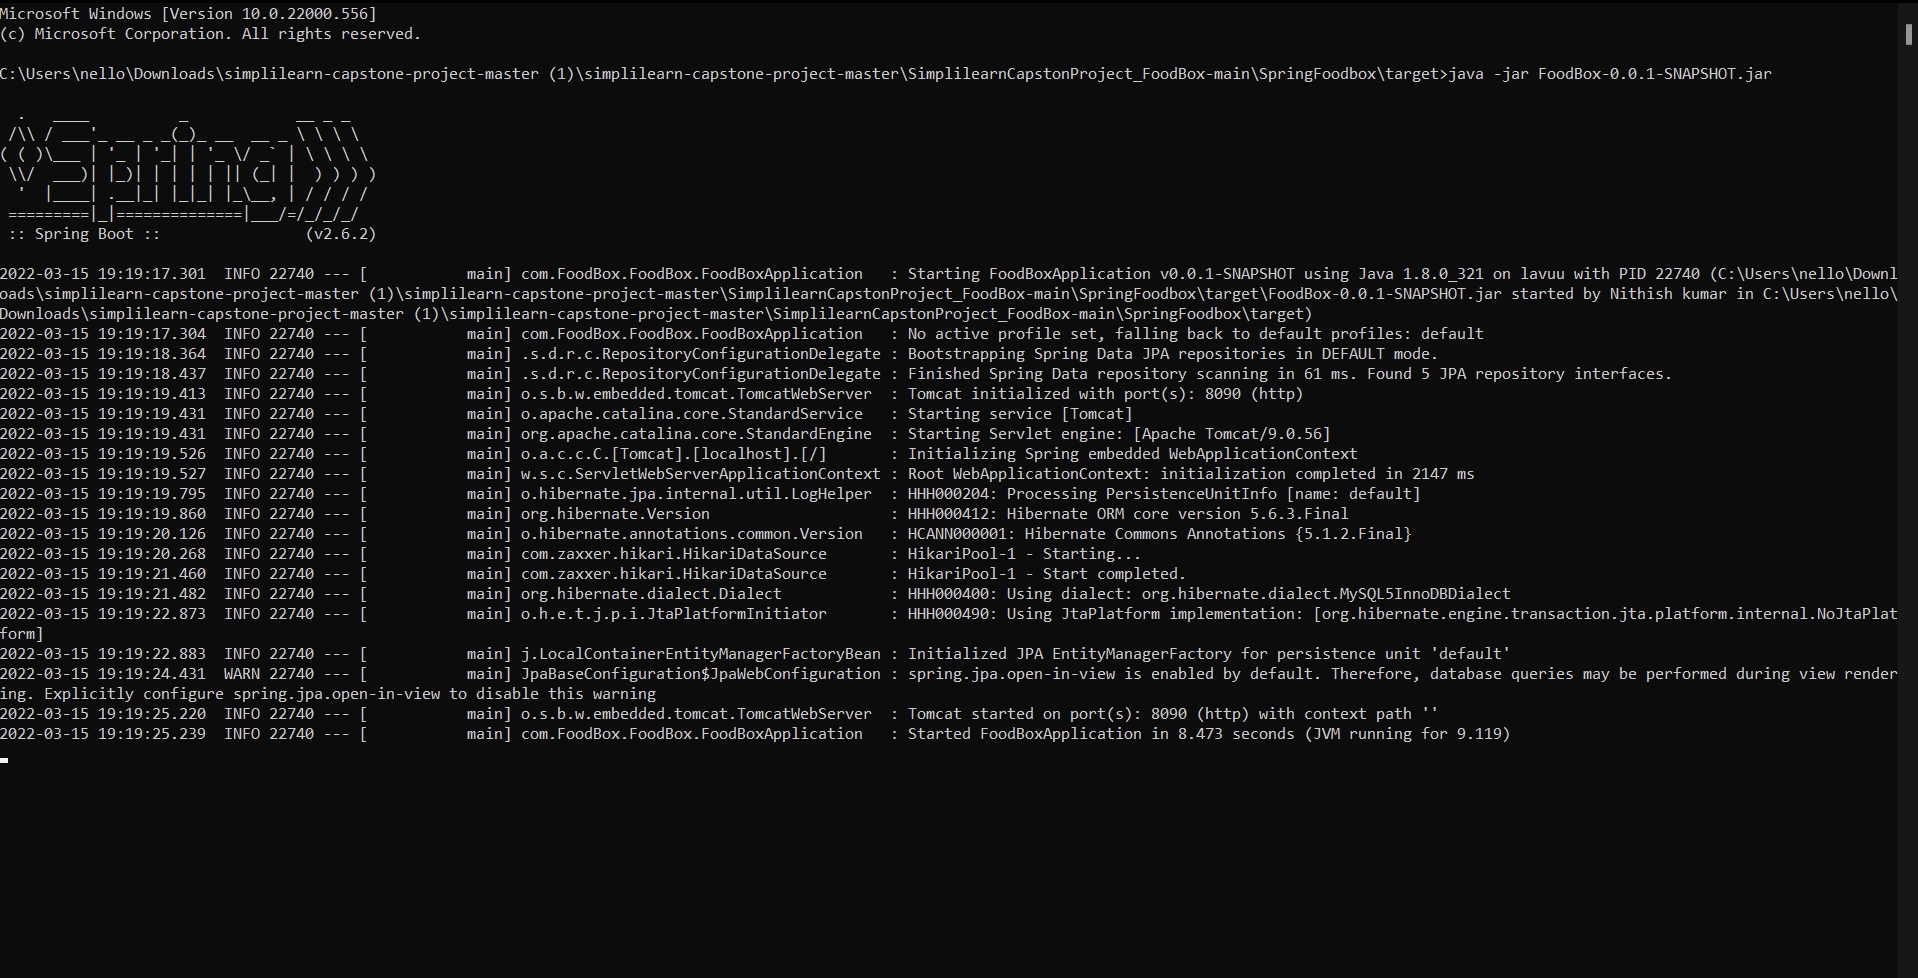 Microsoft Windows [Version 10.0.22000.556]
(c) Microsoft Corporation. All rights reserved.

C:\Users\nello\Downloads\simplilearn-capstone-project-master (1)\simplilearn-capstone-project-master\SimplilearnCapstonProject_FoodBox-main\SpringFoodbox\target>java -jar FoodBox-0.0.1-SNAPSHOT.jar

  .   ____          _            __ _ _
 /\\ / ___'_ __ _ _(_)_ __  __ _ \ \ \ \
( ( )\___ | '_ | '_| | '_ \/ _` | \ \ \ \
 \\/  ___)| |_)| | | | | || (_| |  ) ) ) )
  '  |____| .__|_| |_|_| |_\__, | / / / /
 =========|_|==============|___/=/_/_/_/
 :: Spring Boot ::                (v2.6.2)

2022-03-15 19:19:17.301  INFO 22740 --- [           main] com.FoodBox.FoodBox.FoodBoxApplication   : Starting FoodBoxApplication v0.0.1-SNAPSHOT using Java 1.8.0_321 on lavuu with PID 22740 (C:\Users\nello\Downl
oads\simplilearn-capstone-project-master (1)\simplilearn-capstone-project-master\SimplilearnCapstonProject_FoodBox-main\SpringFoodbox\target\FoodBox-0.0.1-SNAPSHOT.jar started by Nithish kumar in C:\Users\nello\
Downloads\simplilearn-capstone-project-master (1)\simplilearn-capstone-project-master\SimplilearnCapstonProject_FoodBox-main\SpringFoodbox\target)
2022-03-15 19:19:17.304  INFO 22740 --- [           main] com.FoodBox.FoodBox.FoodBoxApplication   : No active profile set, falling back to default profiles: default
2022-03-15 19:19:18.364  INFO 22740 --- [           main] .s.d.r.c.RepositoryConfigurationDelegate : Bootstrapping Spring Data JPA repositories in DEFAULT mode.
2022-03-15 19:19:18.437  INFO 22740 --- [           main] .s.d.r.c.RepositoryConfigurationDelegate : Finished Spring Data repository scanning in 61 ms. Found 5 JPA repository interfaces.
2022-03-15 19:19:19.413  INFO 22740 --- [           main] o.s.b.w.embedded.tomcat.TomcatWebServer  : Tomcat initialized with port(s): 8090 (http)
2022-03-15 19:19:19.431  INFO 22740 --- [           main] o.apache.catalina.core.StandardService   : Starting service [Tomcat]
2022-03-15 19:19:19.431  INFO 22740 --- [           main] org.apache.catalina.core.StandardEngine  : Starting Servlet engine: [Apache Tomcat/9.0.56]
2022-03-15 19:19:19.526  INFO 22740 --- [           main] o.a.c.c.C.[Tomcat].[localhost].[/]       : Initializing Spring embedded WebApplicationContext
2022-03-15 19:19:19.527  INFO 22740 --- [           main] w.s.c.ServletWebServerApplicationContext : Root WebApplicationContext: initialization completed in 2147 ms
2022-03-15 19:19:19.795  INFO 22740 --- [           main] o.hibernate.jpa.internal.util.LogHelper  : HHH000204: Processing PersistenceUnitInfo [name: default]
2022-03-15 19:19:19.860  INFO 22740 --- [           main] org.hibernate.Version                    : HHH000412: Hibernate ORM core version 5.6.3.Final
2022-03-15 19:19:20.126  INFO 22740 --- [           main] o.hibernate.annotations.common.Version   : HCANN000001: Hibernate Commons Annotations {5.1.2.Final}
2022-03-15 19:19:20.268  INFO 22740 --- [           main] com.zaxxer.hikari.HikariDataSource       : HikariPool-1 - Starting...
2022-03-15 19:19:21.460  INFO 22740 --- [           main] com.zaxxer.hikari.HikariDataSource       : HikariPool-1 - Start completed.
2022-03-15 19:19:21.482  INFO 22740 --- [           main] org.hibernate.dialect.Dialect            : HHH000400: Using dialect: org.hibernate.dialect.MySQL5InnoDBDialect
2022-03-15 19:19:22.873  INFO 22740 --- [           main] o.h.e.t.j.p.i.JtaPlatformInitiator       : HHH000490: Using JtaPlatform implementation: [org.hibernate.engine.transaction.jta.platform.internal.NoJtaPlat
form]
2022-03-15 19:19:22.883  INFO 22740 --- [           main] j.LocalContainerEntityManagerFactoryBean : Initialized JPA EntityManagerFactory for persistence unit 'default'
2022-03-15 19:19:24.431  WARN 22740 --- [           main] JpaBaseConfiguration$JpaWebConfiguration : spring.jpa.open-in-view is enabled by default. Therefore, database queries may be performed during view render
ing. Explicitly configure spring.jpa.open-in-view to disable this warning
2022-03-15 19:19:25.220  INFO 22740 --- [           main] o.s.b.w.embedded.tomcat.TomcatWebServer  : Tomcat started on port(s): 8090 (http) with context path ''
2022-03-15 19:19:25.239  INFO 22740 --- [           main] com.FoodBox.FoodBox.FoodBoxApplication   : Started FoodBoxApplication in 8.473 seconds (JVM running for 9.119)